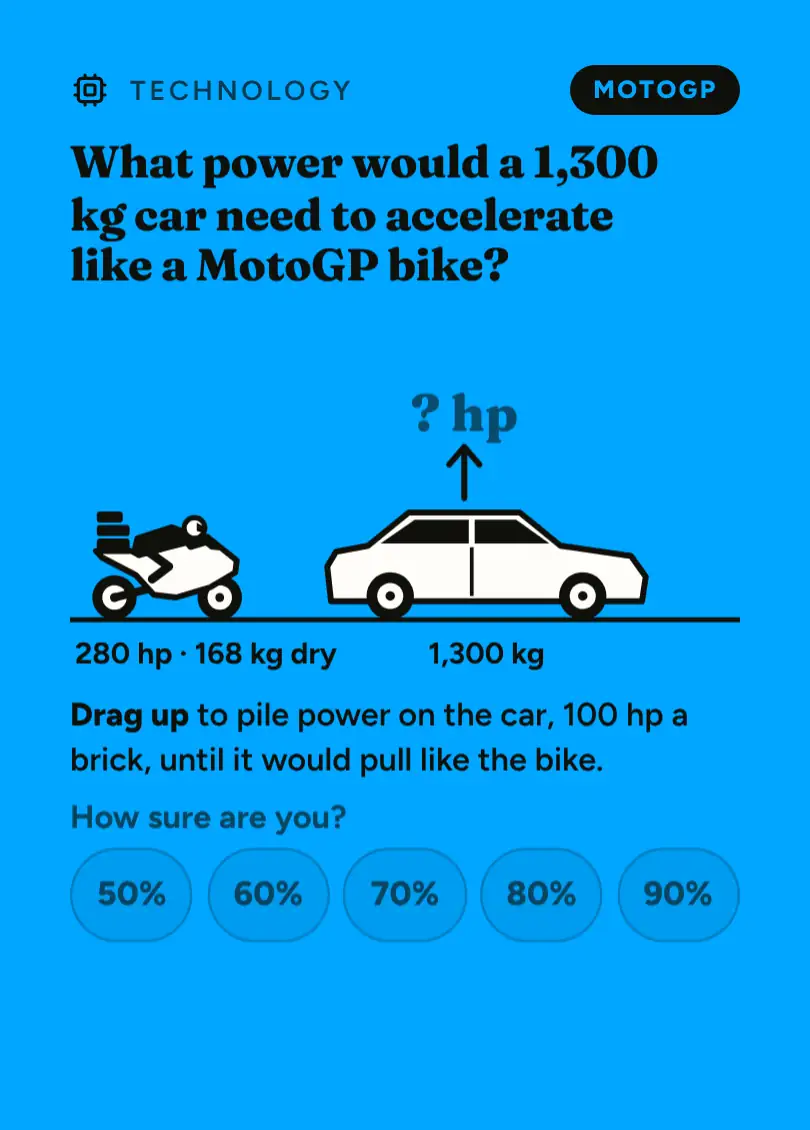 TECHNOLOGY
MOTOGP
What power would a 1,300
kg car need to accelerate
like a MotoGP bike?
? hp
280 hp · 168 kg dry
1,300 kg
Drag up to pile power on the car, 100 hp a
brick, until it would pull like the bike.
How sure are you?
50%
60%
70%
80%
90%